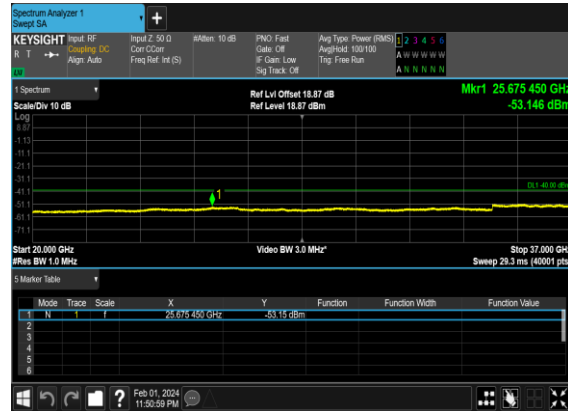 Spectrum Analyzer 1
Swept SA
KEYSIGHT Input: RF Input Z: 50 Ω #Atten: 10 dB PNO: Fast Avg Type: Power (RMS) 1 2 3 4 5 6
R T Coupling: DC Corr CCorr Gate: Off Avg|Hold: 100/100 A W W W W W
Align: Auto Freq Ref: Int (S) IF Gain: Low Trig: Free Run
Sig Track: Off A N N N N N
LW
1 Spectrum Ref Lvl Offset 18.87 dB Mkr1 25.675 450 GHz
Scale/Div 10 dB Ref Level 18.87 dBm -53.146 dBm
Log
8.87
-1.13
-11.1
-21.1
-31.1
DL1 -40.00 dBm
-41.1
1
-51.1
-61.1
-71.1
Start 20.000 GHz Video BW 3.0 MHz* Stop 37.000 GHz
#Res BW 1.0 MHz Sweep 29.3 ms (40001 pts)
5 Marker Table
Mode Trace Scale X Y Function Function Width Function Value
1 N 1 f 25.675 450 GHz -53.15 dBm
2
3
4
5
6
Feb 01, 2024
11:50:59 PM